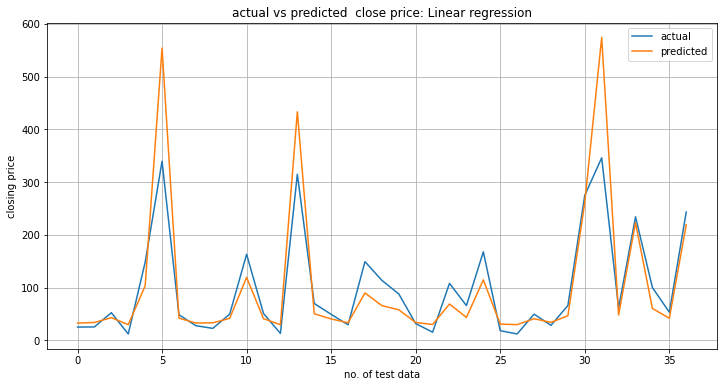 actual vs predicted  close price: Linear regression
actual
predicted
closing price
600
500
400
300
200
100
0
0 5 10 15 20 25 30 35
no. of test data